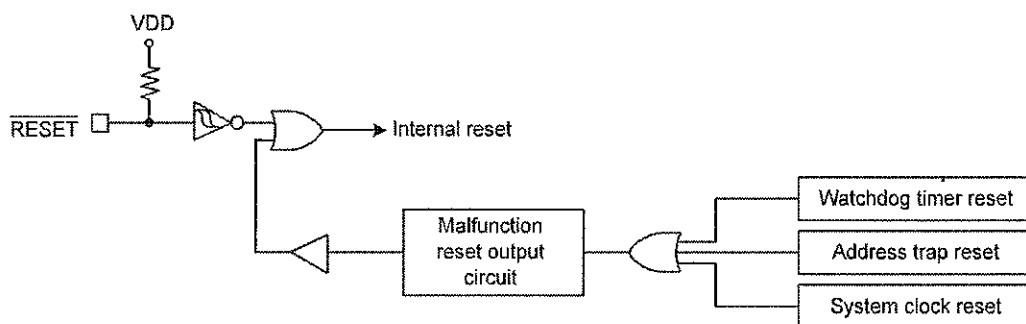 VDD
RESET
Internal reset
Watchdog timer reset
Malfunction
reset output
circuit
Address trap reset
System clock reset